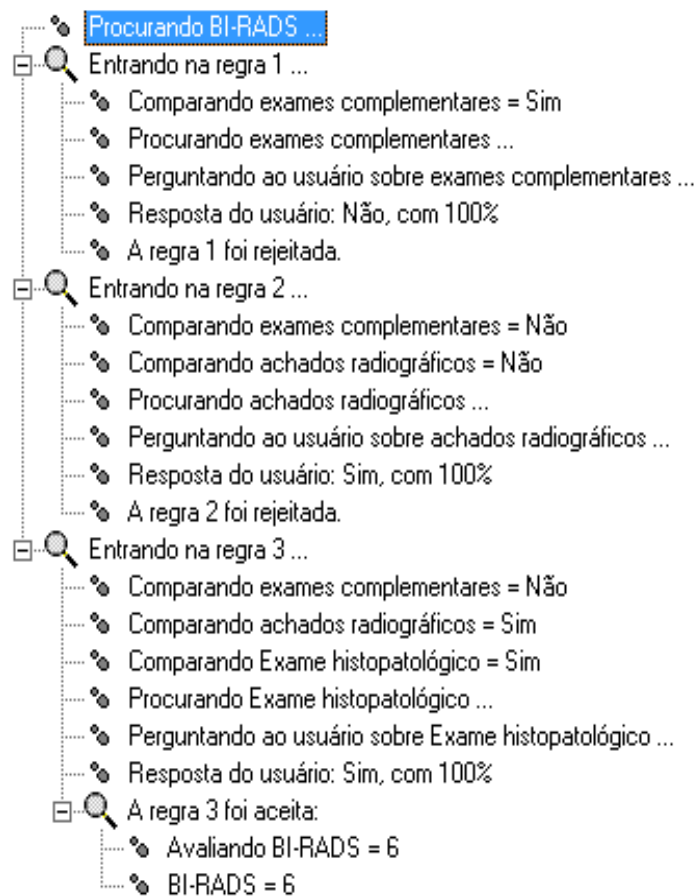 Procurando BI-RADS ...
Entrando na regra 1 ...
Comparando exames complementares = Sim
Procurando exames complementares ...
Perguntando ao usuário sobre exames complementares ...
Resposta do usuário: Não, com 100%
A regra 1 foi rejeitada.
Entrando na regra 2 ...
Comparando exames complementares = Não
Comparando achados radiográficos = Não
Procurando achados radiográficos ...
Perguntando ao usuário sobre achados radiográficos ...
Resposta do usuário: Sim, com 100%
A regra 2 foi rejeitada.
Entrando na regra 3 ...
Comparando exames complementares = Não
Comparando achados radiográficos = Sim
Comparando Exame histopatológico = Sim
Procurando Exame histopatológico ...
Perguntando ao usuário sobre Exame histopatológico ...
Resposta do usuário: Sim, com 100%
A regra 3 foi aceita:
Avaliando BI-RADS = 6
BI-RADS = 6